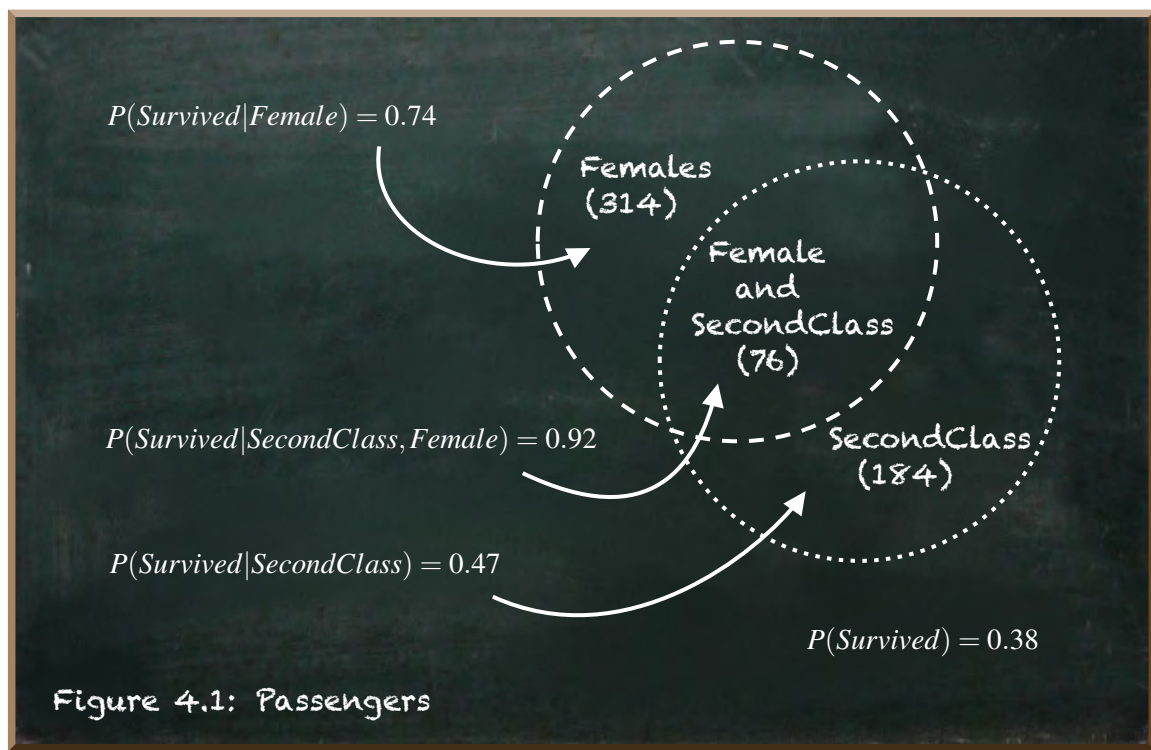 P(Survived|Female) = 0.74
Females
(314)
Female
and
SecondClass
(76)
P(Survived|SecondClass, Female) = 0.92
SecondClass
(184)
P(Survived|SecondClass) = 0.47
P(Survived) = 0.38
Figure 4.1: Passengers